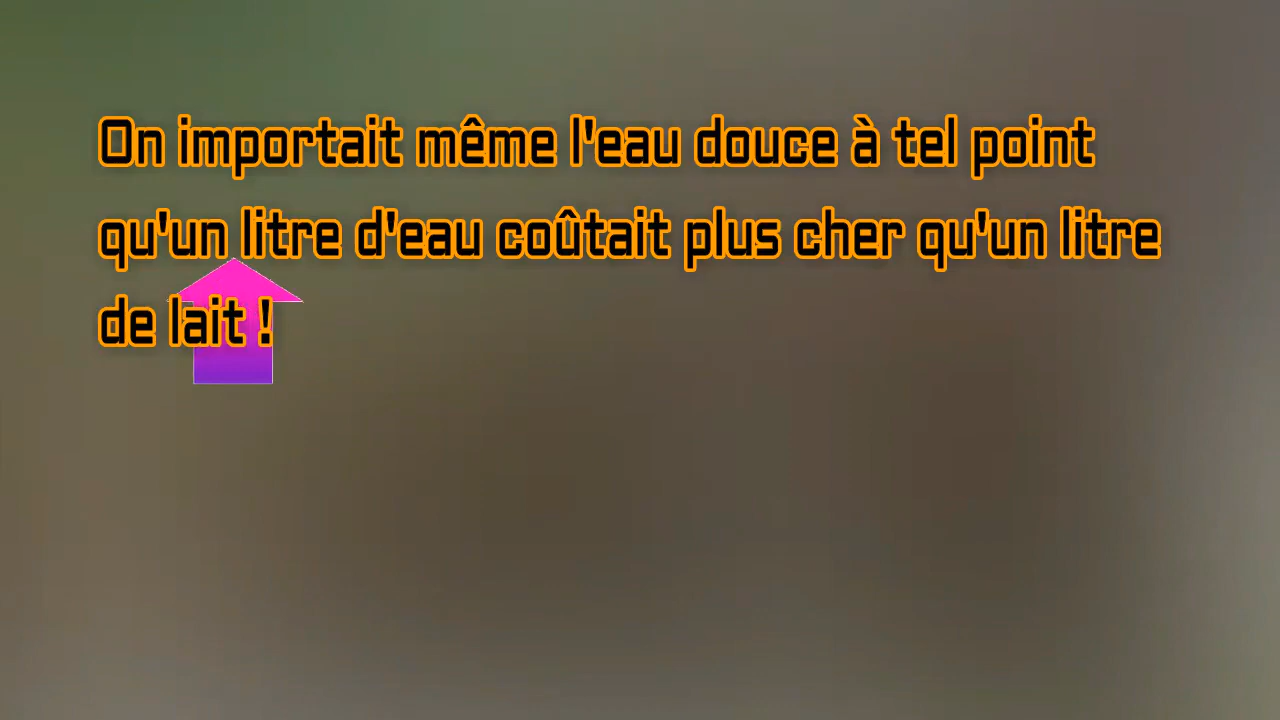 On importait même l'eau douce à tel point
qu'un litre d'eau coûtait plus cher qu'un litre
de lait !